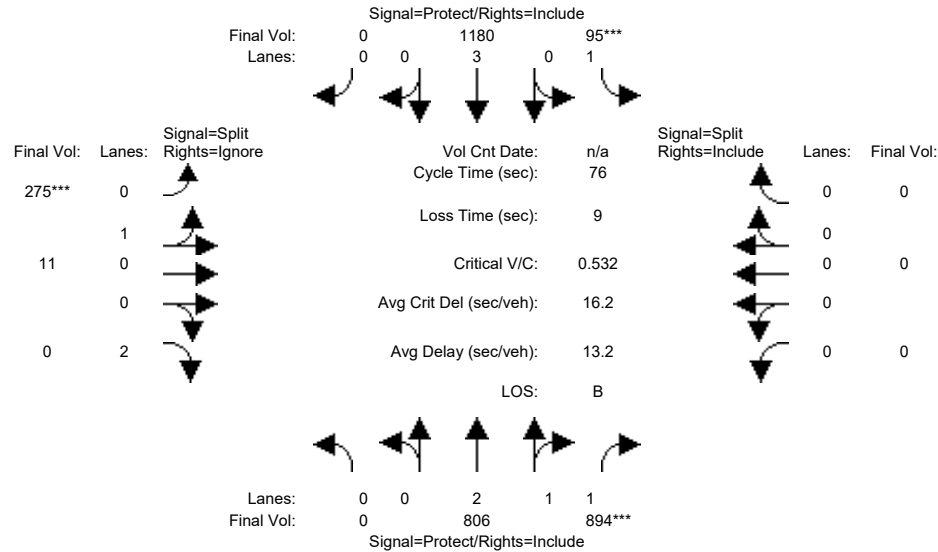 Signal=Protect/Rights=Include
Final Vol: 0 1180 95***
Lanes: 0 0 3 0 1
Signal=Split Signal=Split
Final Vol: Lanes: Rights=Ignore Vol Cnt Date: n/a Rights=Include Lanes: Final Vol:
Cycle Time (sec): 76
275*** 0 0 0
Loss Time (sec): 9
1 0
11 0 Critical V/C: 0.532 0 0
0 Avg Crit Del (sec/veh): 16.2 0
0 2 Avg Delay (sec/veh): 13.2 0 0
LOS: B
Lanes: 0 0 2 1 1
Final Vol: 0 806 894***
Signal=Protect/Rights=Include